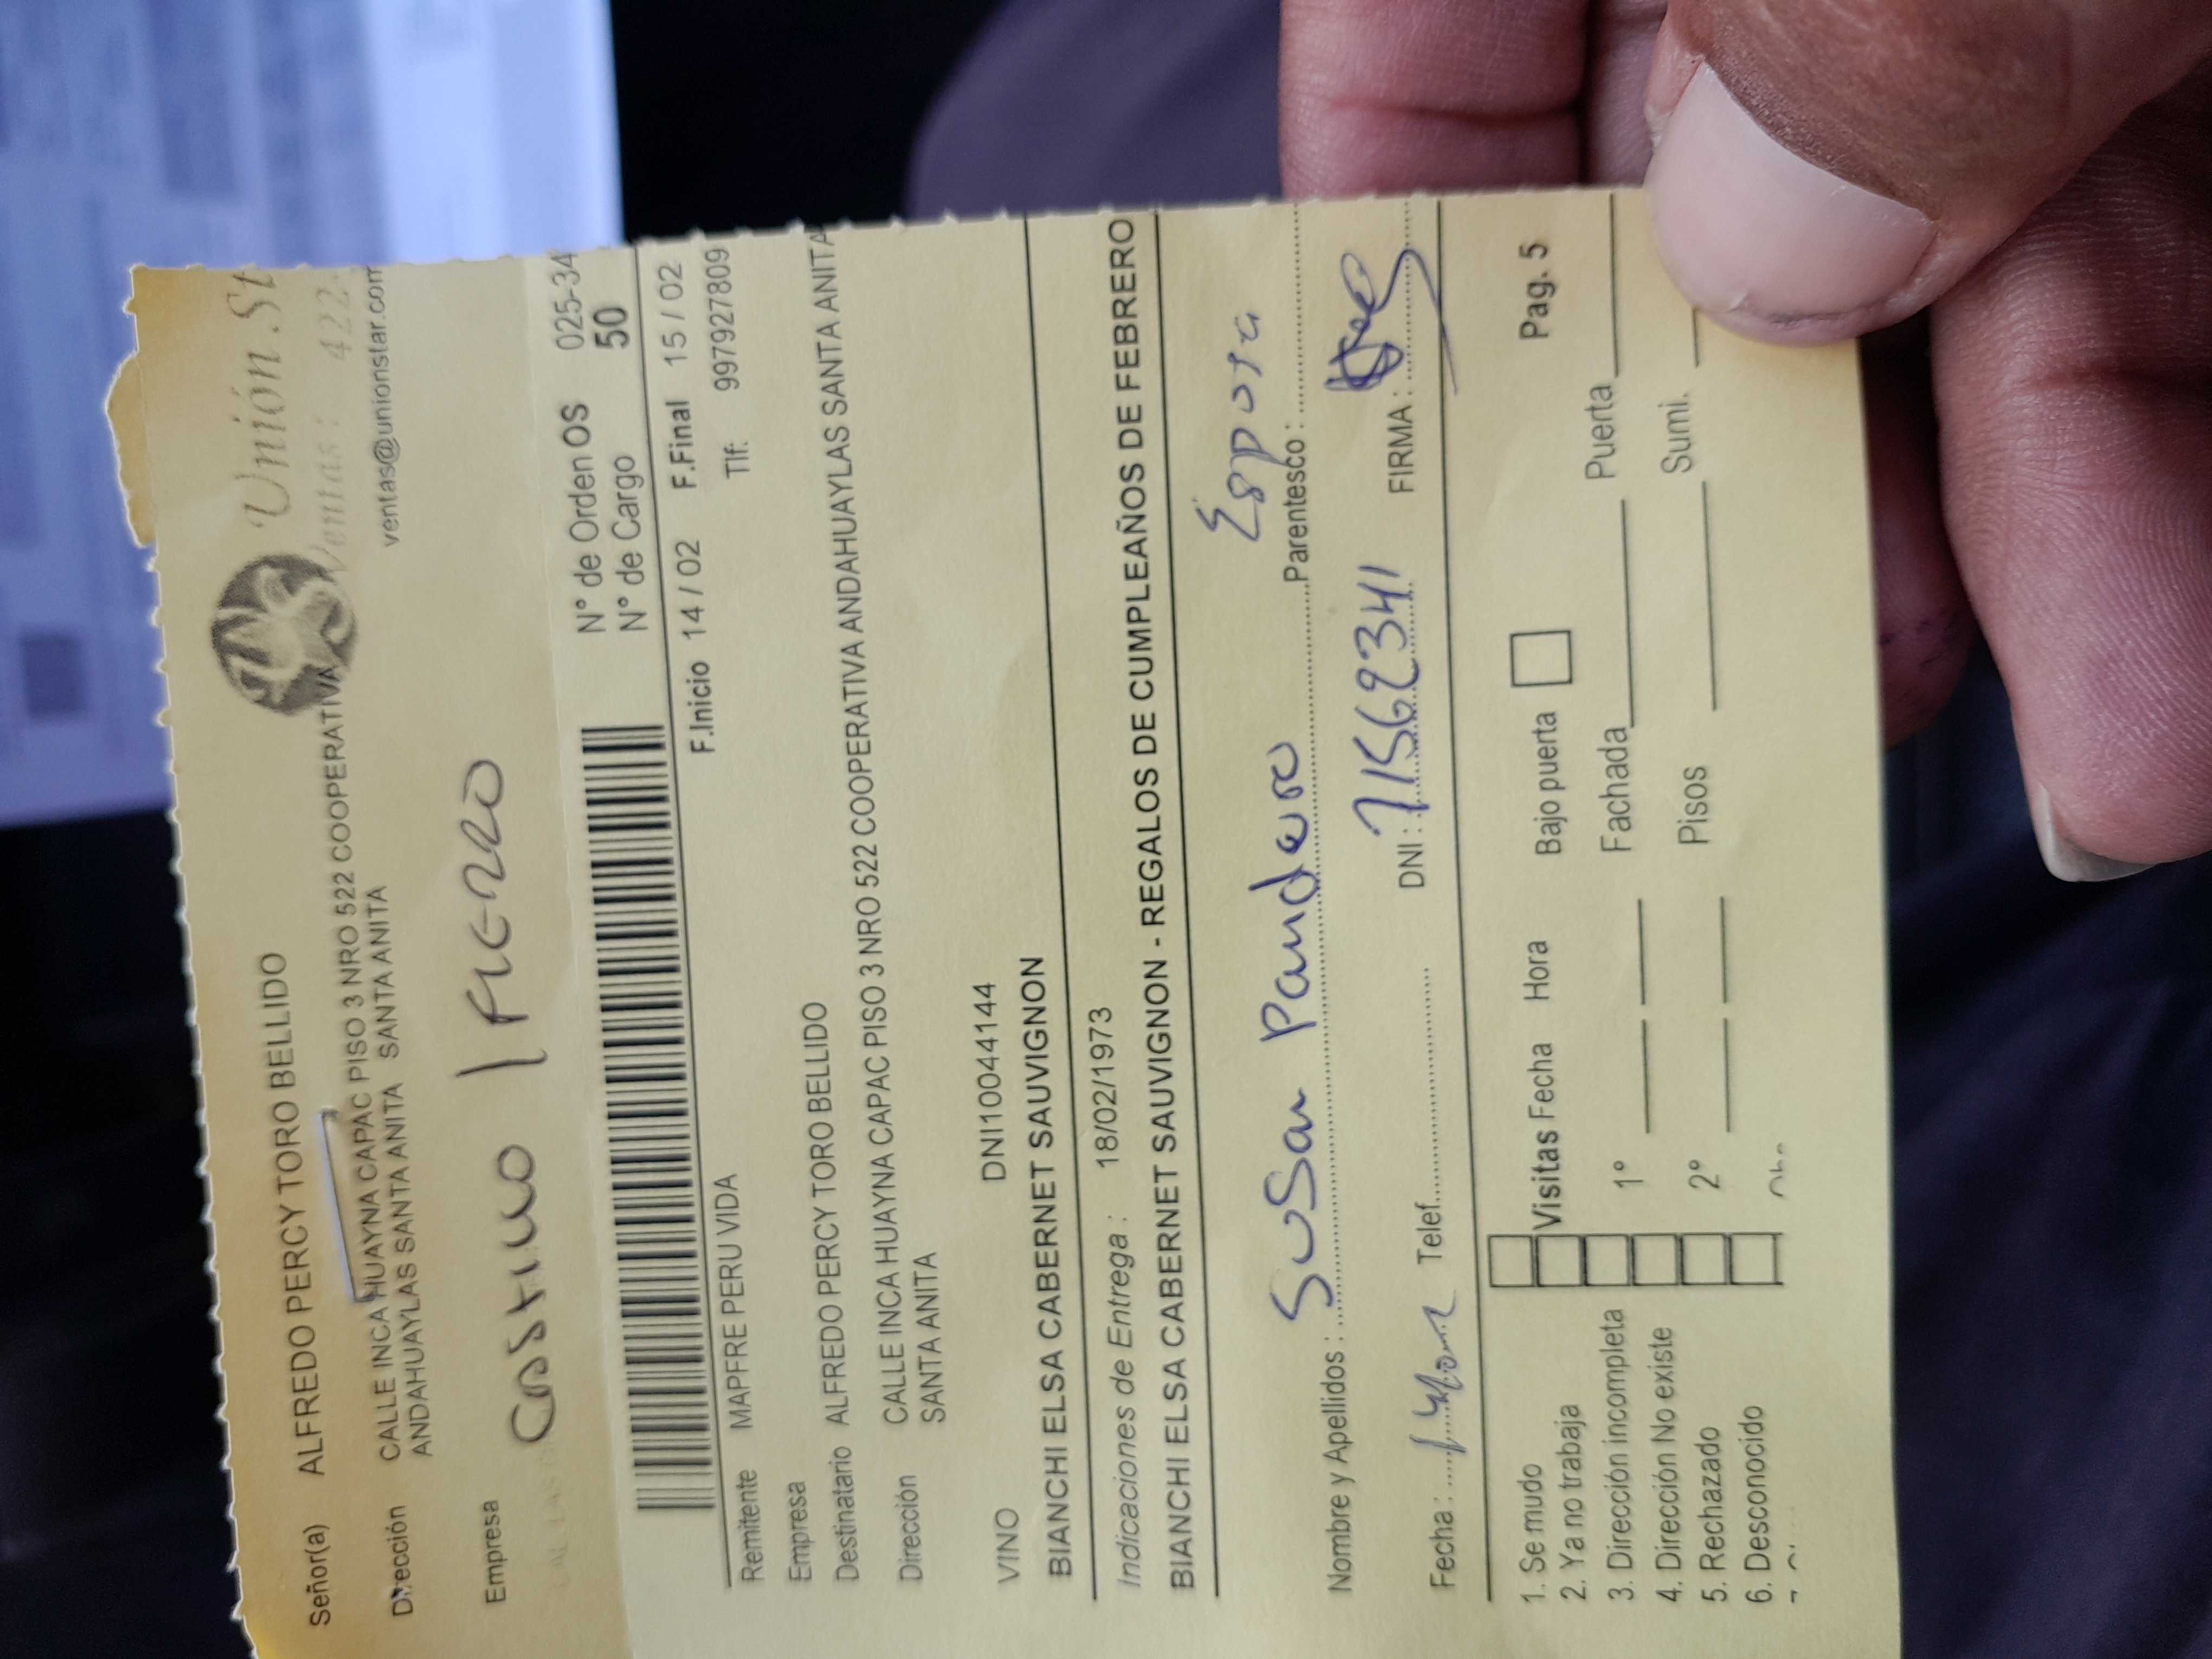 Unión St
Ventas : 422-
ventas@unionstar.com
Señor(a) ALFREDO PERCY TORO BELLIDO
Dirección CALLE INCA HUAYNA CAPAC PISO 3 NRO 522 COOPERATIVA
ANDAHUAYLAS SANTA ANITA SANTA ANITA
Empresa
N° de Orden OS 025-34
N° de Cargo 50
F.Inicio 14 / 02 F.Final 15 / 02
Remitente MAPFRE PERU VIDA Tlf: 997927809
Empresa
Destinatario ALFREDO PERCY TORO BELLIDO
Dirección CALLE INCA HUAYNA CAPAC PISO 3 NRO 522 COOPERATIVA ANDAHUAYLAS SANTA ANITA
SANTA ANITA
VINO DNI10044144
BIANCHI ELSA CABERNET SAUVIGNON
Indicaciones de Entrega : 18/02/1973
BIANCHI ELSA CABERNET SAUVIGNON - REGALOS DE CUMPLEAÑOS DE FEBRERO
Nombre y Apellidos : Susan Parentesco : Esposa
Fecha : Telef. DNI : 71562341 FIRMA :
1. Se mudo Visitas Fecha Hora Bajo puerta Pag. 5
2. Ya no trabaja
3. Dirección incompleta 1° Fachada Puerta
4. Dirección No existe
5. Rechazado 2° Pisos Sumi.
6. Desconocido